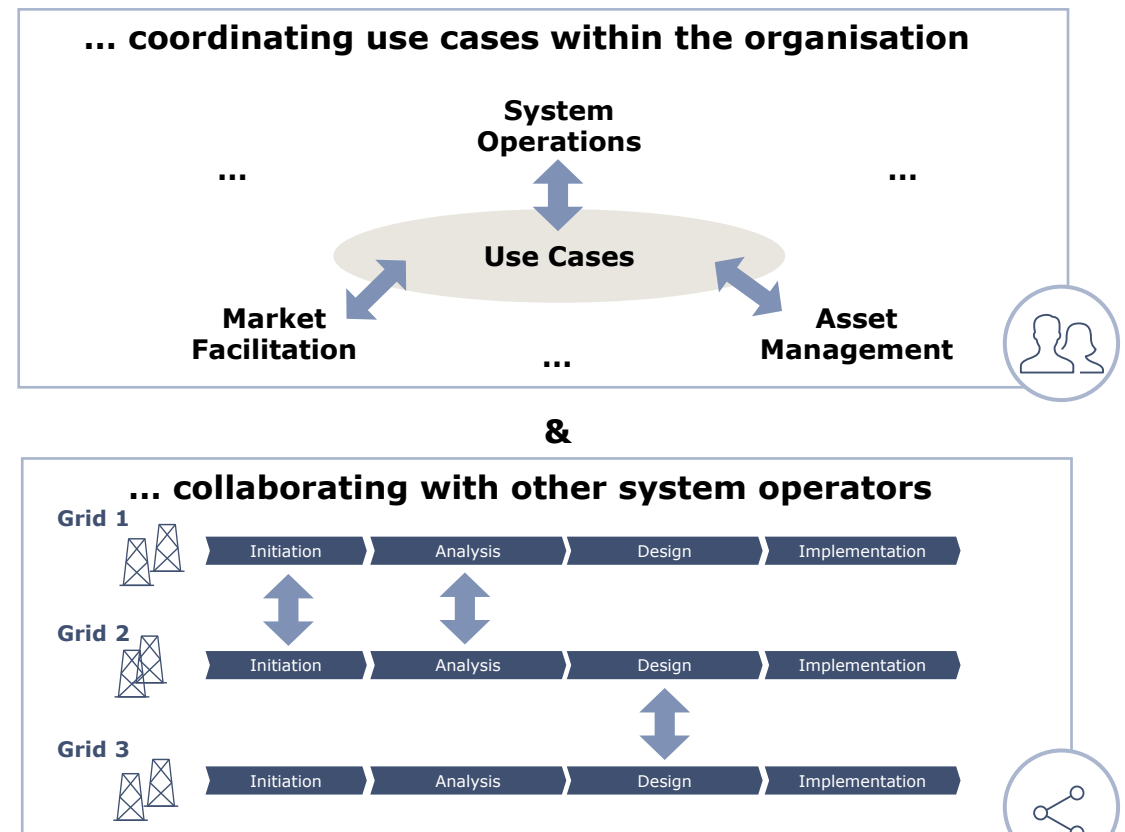 ... coordinating use cases within the organisation
System
Operations
...
...
Use Cases
Market
Facilitation
Asset
Management
...
&
... collaborating with other system operators
Grid 1
Initiation
Analysis
Design
Implementation
Grid 2
Initiation
Analysis
Design
Implementation
Grid 3
Initiation
Analysis
Design
Implementation